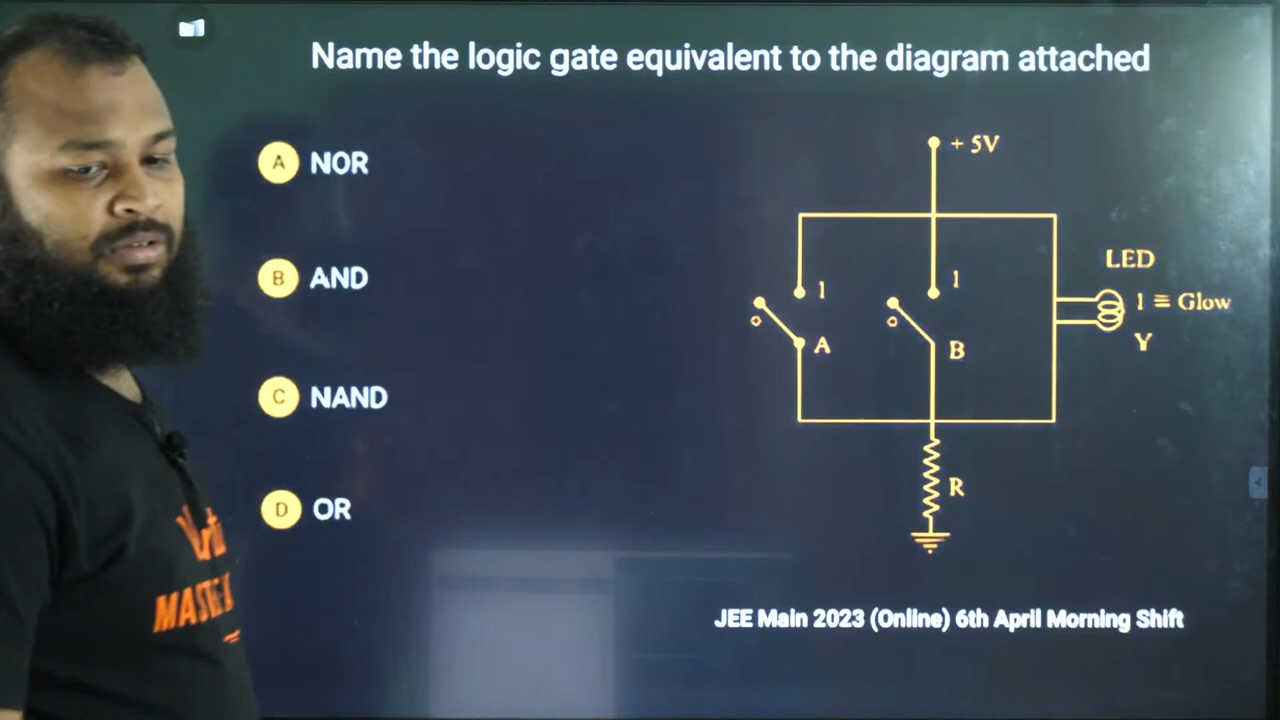 Name the logic gate equivalent to the diagram attached
A NOR
B AND
C NAND
D OR
+ 5V
1
1
LED
1 ≡ Glow
Y
o
o
A
B
R
JEE Main 2023 (Online) 6th April Morning Shift